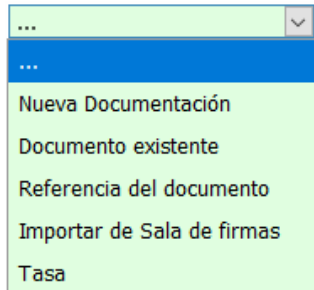 ...
...
Nueva Documentación
Documento existente
Referencia del documento
Importar de Sala de firmas
Tasa